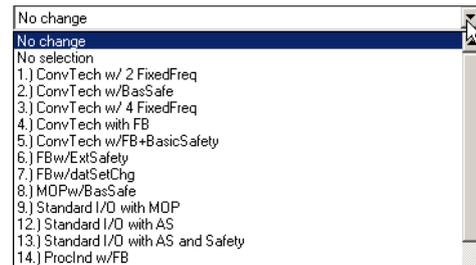 No change
No change
No selection
1.) ConvTech w/ 2 FixedFreq
2.) ConvTech w/BasSafe
3.) ConvTech w/ 4 FixedFreq
4.) ConvTech with FB
5.) ConvTech w/FB+BasicSafety
6.) FBw/ExtSafety
7.) FBw/datSetChg
8.) MOPw/BasSafe
9.) Standard I/O with MOP
12.) Standard I/O with AS
13.) Standard I/O with AS and Safety
14.) ProcInd w/FB